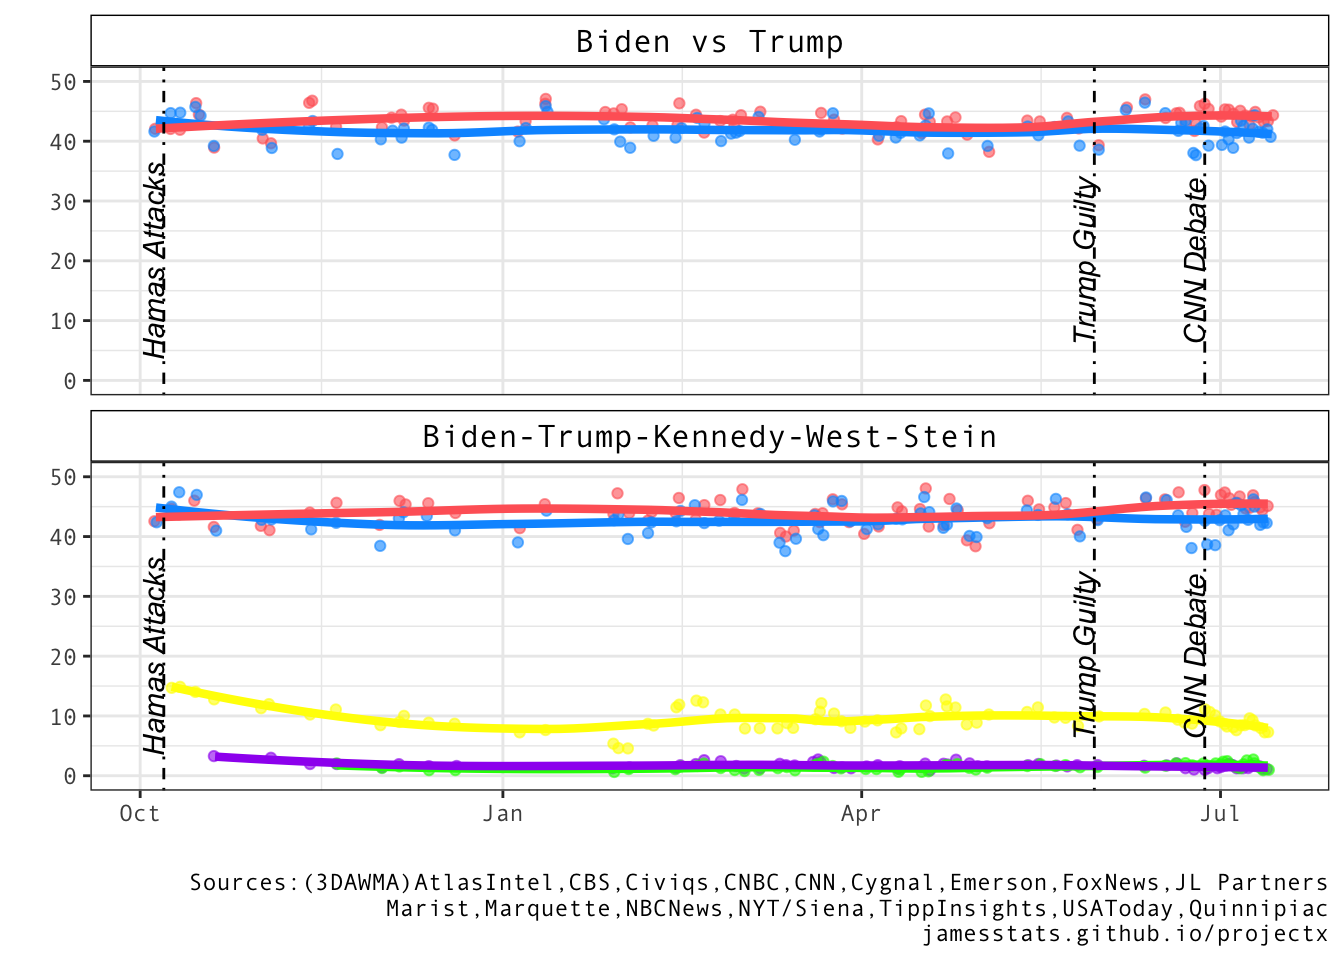 Biden vs Trump
50
40
30
20
10
0
Hamas Attacks
Trump Guilty
CNN Debate
Biden-Trump-Kennedy-West-Stein
50
40
30
20
10
0
Hamas Attacks
Trump Guilty
CNN Debate
Oct
Jan
Apr
Jul
Sources:(3DAWMA)AtlasIntel,CBS,Civiqs,CNBC,CNN,Cygnal,Emerson,FoxNews,JL Partners
Marist,Marquette,NBCNews,NYT/Siena,TippInsights,USAToday,Quinnipiac
jamesstats.github.io/projectx